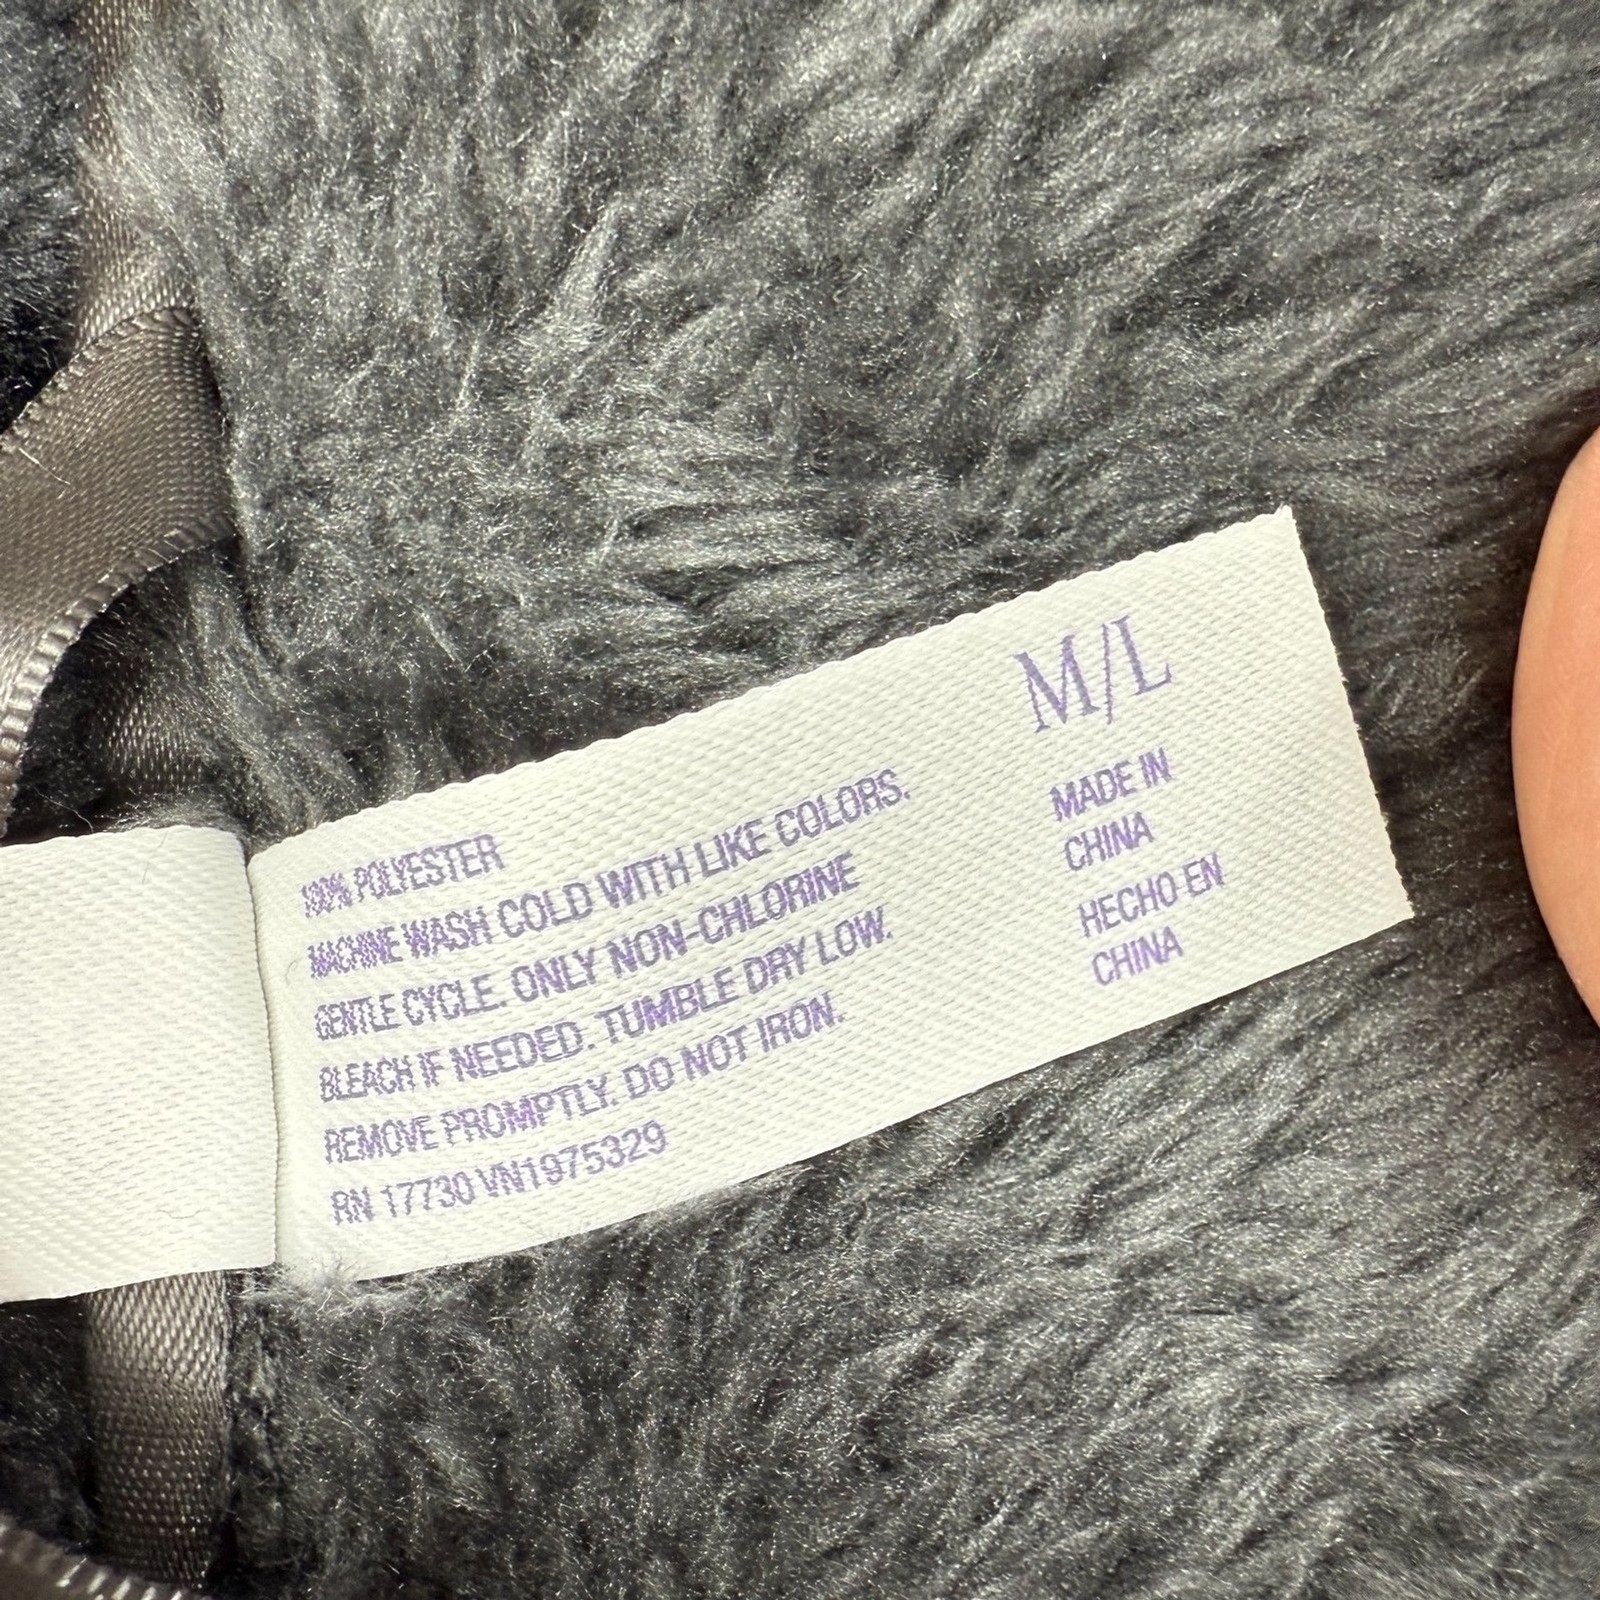 100% POLYESTER
MACHINE WASH COLD WITH LIKE COLORS.
GENTLE CYCLE. ONLY NON-CHLORINE
BLEACH IF NEEDED. TUMBLE DRY LOW.
REMOVE PROMPTLY. DO NOT IRON.
RN 17730 VN1975329
M/L
MADE IN
CHINA
HECHO EN
CHINA